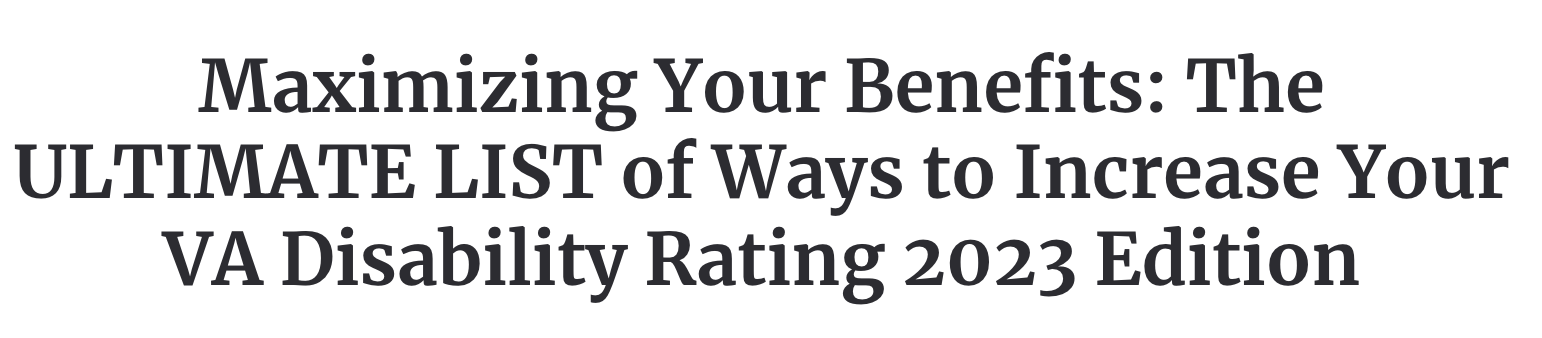 Maximizing Your Benefits: The
ULTIMATE LIST of Ways to Increase Your
VA Disability Rating 2023 Edition